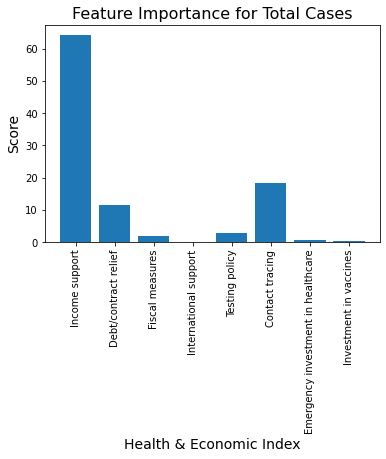 Feature Importance for Total Cases
Score
60
50
40
30
20
10
0
Income support
Debt/contract relief
Fiscal measures
International support
Testing policy
Contact tracing
Emergency investment in healthcare
Investment in vaccines
Health & Economic Index